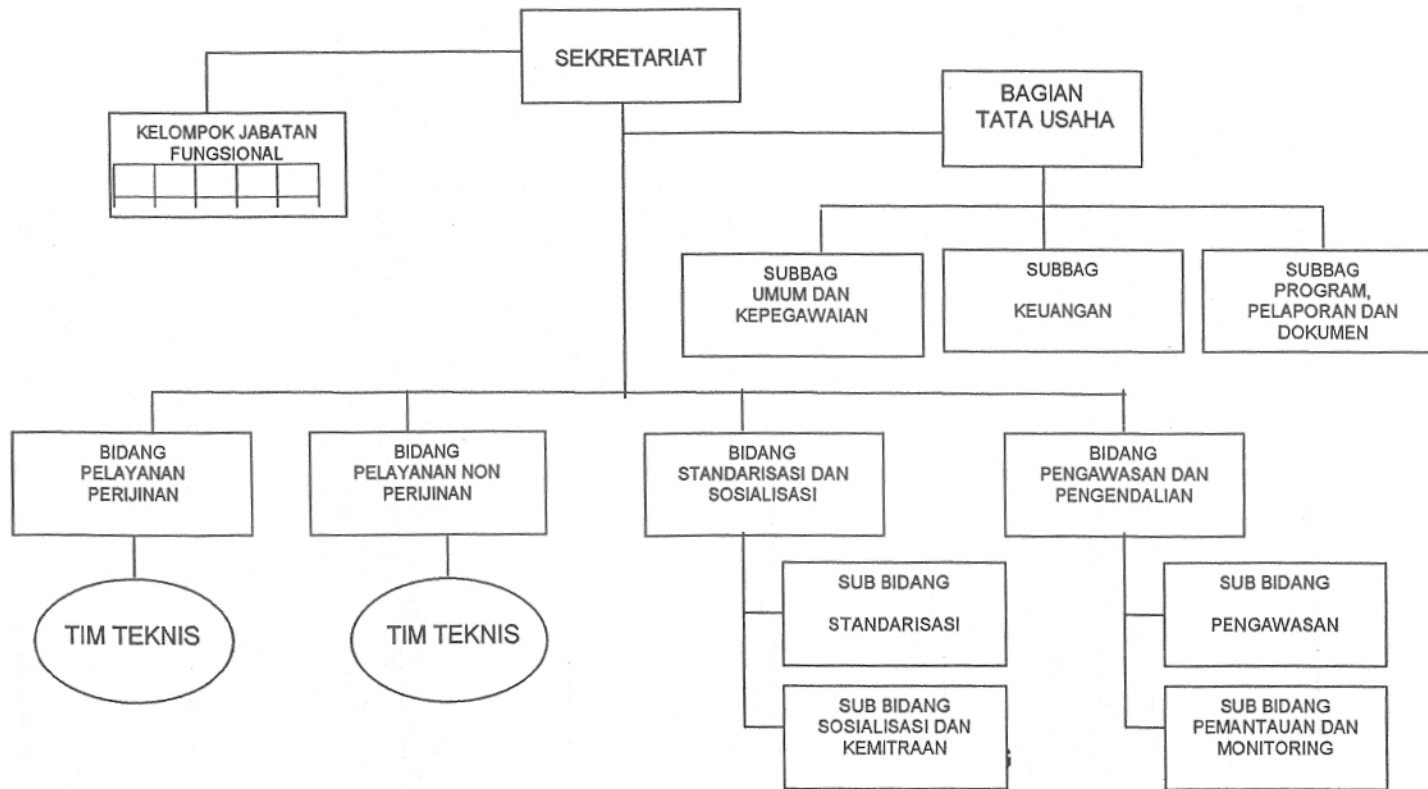 SEKRETARIAT
BAGIAN
TATA USAHA
KELOMPOK JABATAN
FUNGSIONAL
SUBBAG
UMUM DAN
KEPEGAWAIAN
SUBBAG
KEUANGAN
SUBBAG
PROGRAM,
PELAPORAN DAN
DOKUMEN
BIDANG
PELAYANAN
PERIJINAN
BIDANG
PELAYANAN NON
PERIJINAN
BIDANG
STANDARISASI DAN
SOSIALISASI
BIDANG
PENGAWASAN DAN
PENGENDALIAN
TIM TEKNIS
TIM TEKNIS
SUB BIDANG
STANDARISASI
SUB BIDANG
PENGAWASAN
SUB BIDANG
SOSIALISASI DAN
KEMITRAAN
SUB BIDANG
PEMANTAUAN DAN
MONITORING